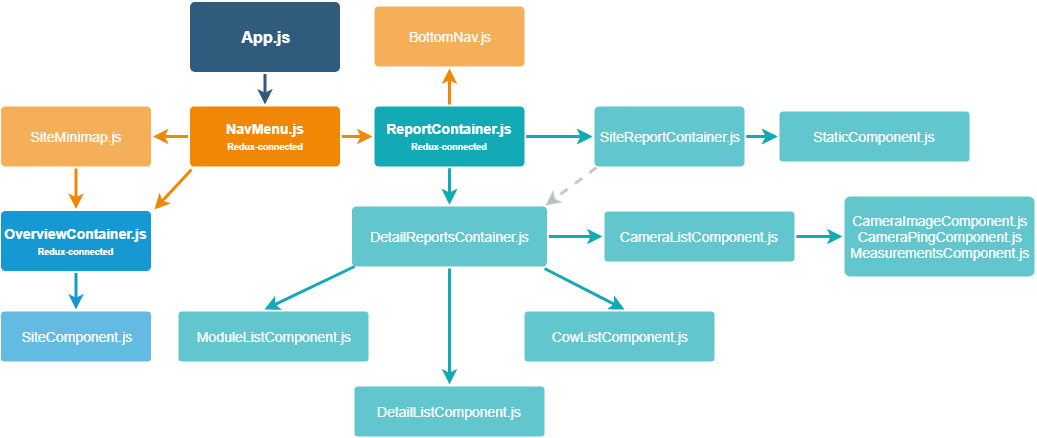 App.js
BottomNav.js
SiteMinimap.js
NavMenu.js
Redux-connected
ReportContainer.js
Redux-connected
SiteReportContainer.js
StaticComponent.js
OverviewContainer.js
Redux-connected
DetailReportsContainer.js
CameraListComponent.js
CameraImageComponent.js
CameraPingComponent.js
MeasurementsComponent.js
SiteComponent.js
ModuleListComponent.js
CowListComponent.js
DetailListComponent.js